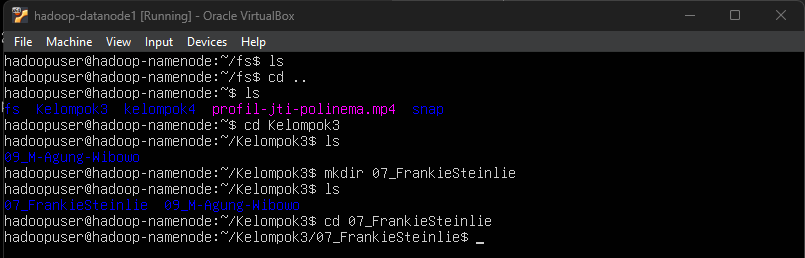 hadoop-datanode1 [Running] - Oracle VirtualBox
File Machine View Input Devices Help
hadoopuser@hadoop-namenode:~/fs$ ls
hadoopuser@hadoop-namenode:~/fs$ cd ..
hadoopuser@hadoop-namenode:~$ ls
fs Kelompok3 kelompok4 profil-jti-polinema.mp4 snap
hadoopuser@hadoop-namenode:~$ cd Kelompok3
hadoopuser@hadoop-namenode:~/Kelompok3$ ls
09_M-Agung-Wibowo
hadoopuser@hadoop-namenode:~/Kelompok3$ mkdir 07_FrankieSteinlie
hadoopuser@hadoop-namenode:~/Kelompok3$ ls
07_FrankieSteinlie 09_M-Agung-Wibowo
hadoopuser@hadoop-namenode:~/Kelompok3$ cd 07_FrankieSteinlie
hadoopuser@hadoop-namenode:~/Kelompok3/07_FrankieSteinlie$ _